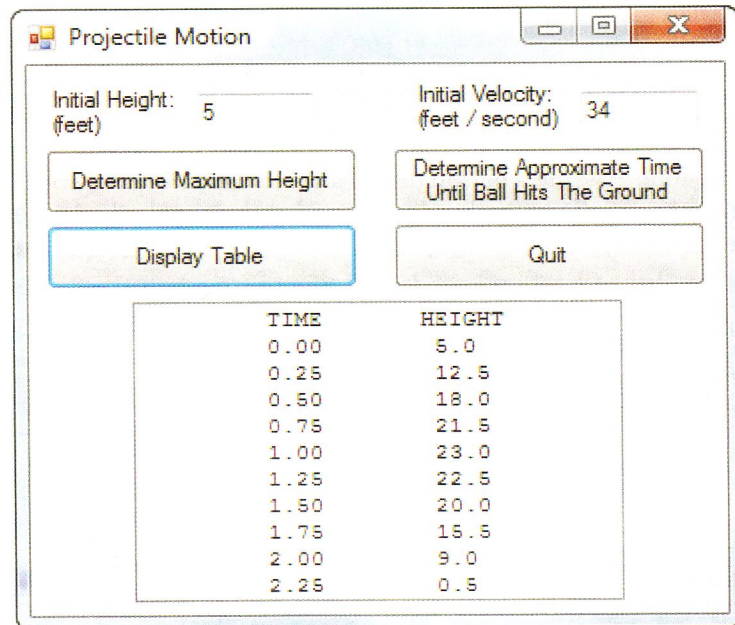 Projectile Motion
Initial Height:
(feet)
5
Initial Velocity:
(feet / second)
34
Determine Maximum Height
Determine Approximate Time
Until Ball Hits The Ground
Display Table
Quit
TIME HEIGHT
0.00 5.0
0.25 12.5
0.50 18.0
0.75 21.5
1.00 23.0
1.25 22.5
1.50 20.0
1.75 15.5
2.00 9.0
2.25 0.5